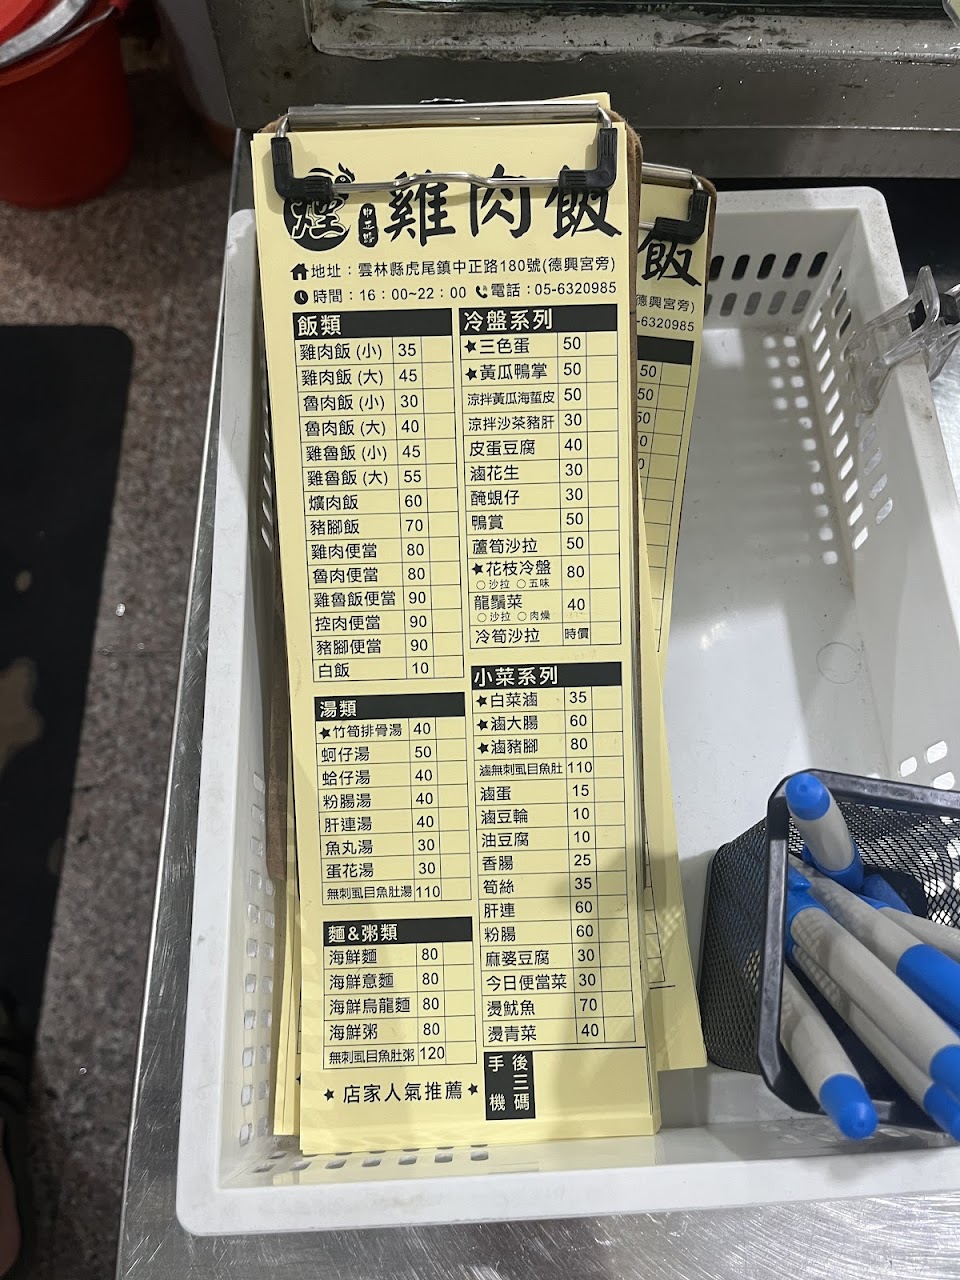 煙 中正路 雞肉飯
地址：雲林縣虎尾鎮中正路180號(德興宮旁)
時間：16：00~22：00 電話：05-6320985
飯類
雞肉飯 (小) 35
雞肉飯 (大) 45
魯肉飯 (小) 30
魯肉飯 (大) 40
雞魯飯 (小) 45
雞魯飯 (大) 55
爌肉飯 60
豬腳飯 70
雞肉便當 80
魯肉便當 80
雞魯飯便當 90
控肉便當 90
豬腳便當 90
白飯 10
湯類
★竹筍排骨湯 40
蚵仔湯 50
蛤仔湯 40
粉腸湯 40
肝連湯 40
魚丸湯 30
蛋花湯 30
無刺虱目魚肚湯 110
麵&粥類
海鮮麵 80
海鮮意麵 80
海鮮烏龍麵 80
海鮮粥 80
無刺虱目魚肚粥 120
★ 店家人氣推薦 ★
冷盤系列
★三色蛋 50
★黃瓜鴨掌 50
涼拌黃瓜海蜇皮 50
涼拌沙茶豬肝 30
皮蛋豆腐 40
滷花生 30
醃蜆仔 30
鴨賞 50
蘆筍沙拉 50
★花枝冷盤 80
○沙拉 ○五味
龍鬚菜 40
○沙拉 ○肉燥
冷筍沙拉 時價
小菜系列
★白菜滷 35
★滷大腸 60
★滷豬腳 80
滷無刺虱目魚肚 110
滷蛋 15
滷豆輪 10
油豆腐 10
香腸 25
筍絲 35
肝連 60
粉腸 60
麻婆豆腐 30
今日便當菜 30
燙魷魚 70
燙青菜 40
手機後三碼
飯
德興宮旁)
-6320985
50
50
50